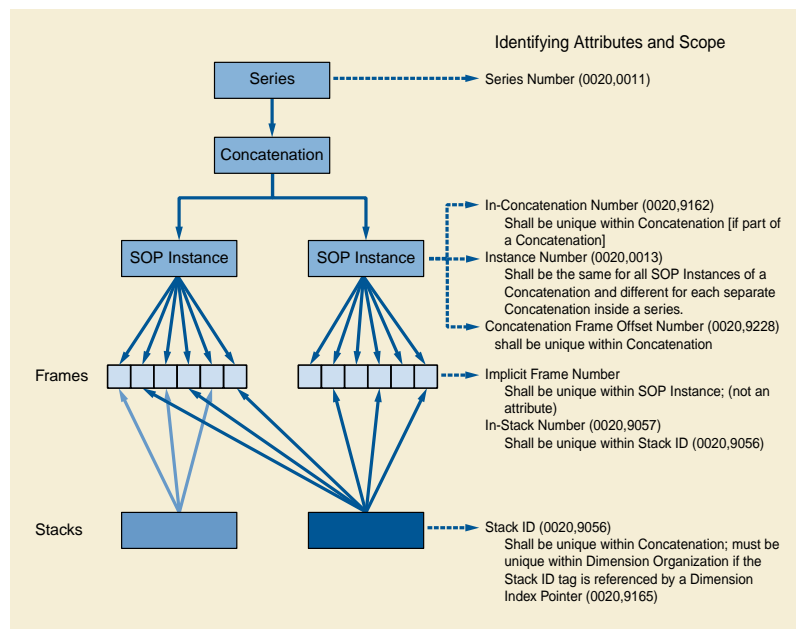 Identifying Attributes and Scope
Series
Series Number (0020,0011)
Concatenation
In-Concatenation Number (0020,9162)
Shall be unique within Concatenation [if part of
a Concatenation]
SOP Instance
SOP Instance
Instance Number (0020,0013)
Shall be the same for all SOP Instances of a
Concatenation and different for each separate
Concatenation inside a series.
Concatenation Frame Offset Number (0020,9228)
shall be unique within Concatenation
Frames
Implicit Frame Number
Shall be unique within SOP Instance; (not an
attribute)
In-Stack Number (0020,9057)
Shall be unique within Stack ID (0020,9056)
Stacks
Stack ID (0020,9056)
Shall be unique within Concatenation; must be
unique within Dimension Organization if the
Stack ID tag is referenced by a Dimension
Index Pointer (0020,9165)